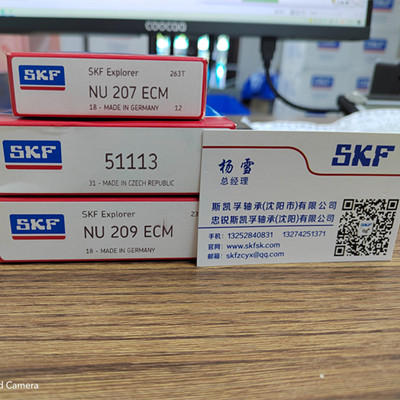 SKF
SKF Explorer
263T
NU 207 ECM
18 - MADE IN GERMANY
12
SKF
51113
31 - MADE IN CZECH REPUBLIC
SKF
SKF Explorer
23
NU 209 ECM
18 - MADE IN GERMANY
杨雪
总经理
SKF
斯凯孚轴承(沈阳市)有限公司
忠锐斯凯孚轴承(沈阳)有限公司
手机: 13252840831 13274251371
官网: www.skfsk.com
邮箱: skfzcyx@qq.com
d Camera